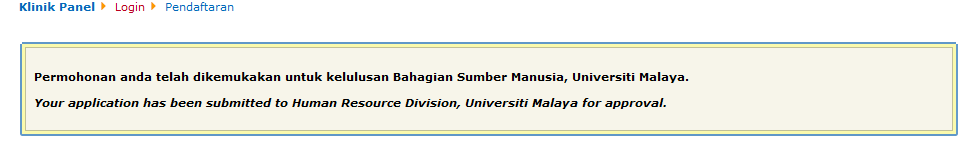 Klinik Panel Login Pendaftaran
Permohonan anda telah dikemukakan untuk kelulusan Bahagian Sumber Manusia, Universiti Malaya.
Your application has been submitted to Human Resource Division, Universiti Malaya for approval.